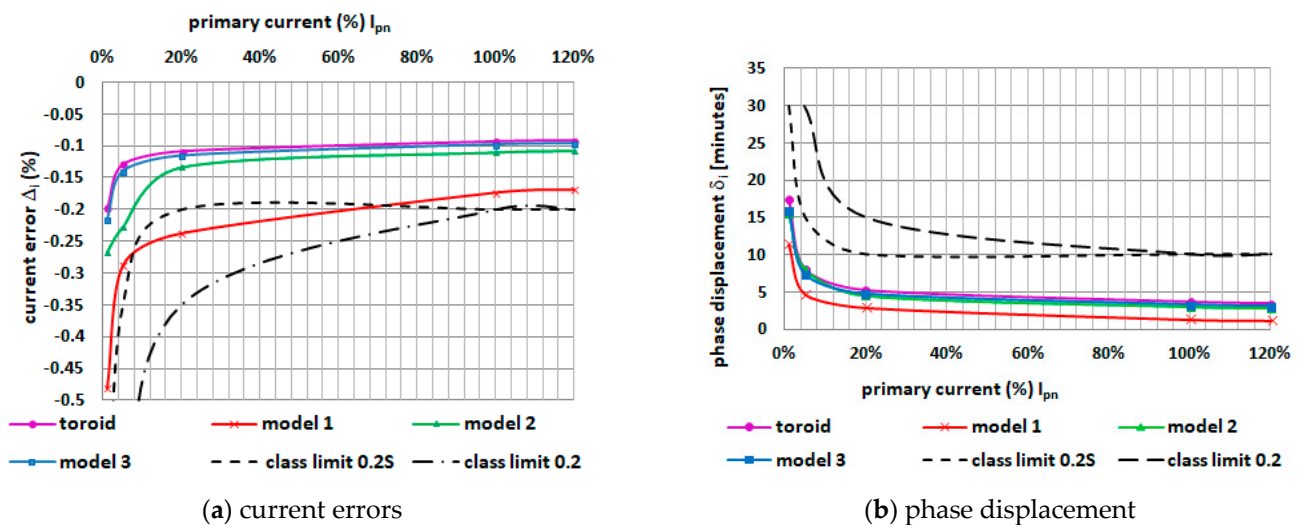 primary current (%) Ipn
0% 20% 40% 60% 80% 100% 120%
0
-0.05
-0.1
-0.15
-0.2
-0.25
-0.3
-0.35
-0.4
-0.45
-0.5
current error Δi (%)
toroid model 1 model 2
model 3 class limit 0.2S class limit 0.2
(a) current errors
35
30
25
20
15
10
5
0
phase displacement δi [minutes]
0% 20% 40% 60% 80% 100% 120%
primary current (%) Ipn
toroid model 1 model 2
model 3 class limit 0.2S class limit 0.2
(b) phase displacement